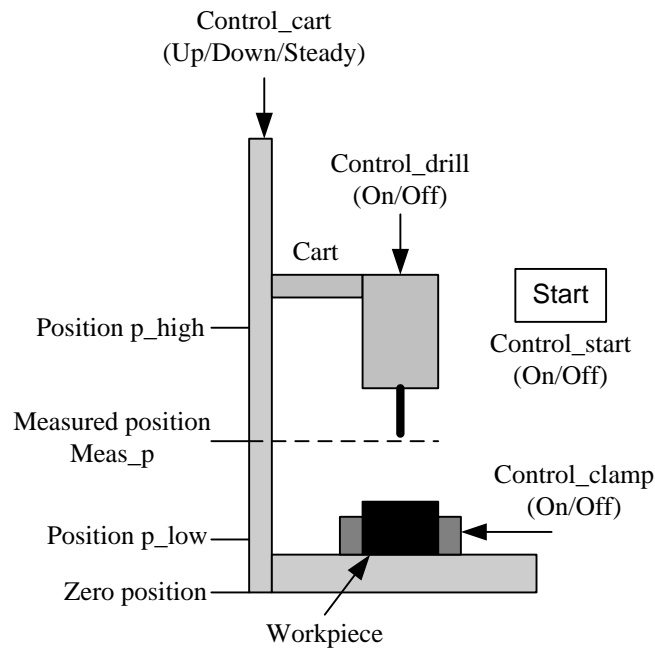 Control_cart
(Up/Down/Steady)
Control_drill
(On/Off)
Cart
Start
Position p_high
Control_start
(On/Off)
Measured position
Meas_p
Control_clamp
(On/Off)
Position p_low
Zero position
Workpiece